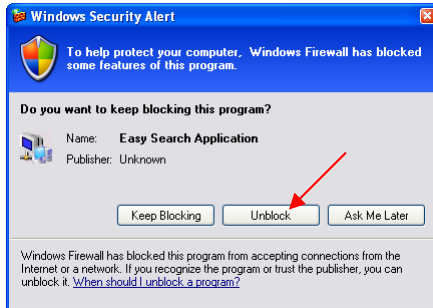 Windows Security Alert
To help protect your computer, Windows Firewall has blocked
some features of this program.
Do you want to keep blocking this program?
Name: Easy Search Application
Publisher: Unknown
Keep Blocking Unblock Ask Me Later
Windows Firewall has blocked this program from accepting connections from the
Internet or a network. If you recognize the program or trust the publisher, you can
unblock it. When should I unblock a program?